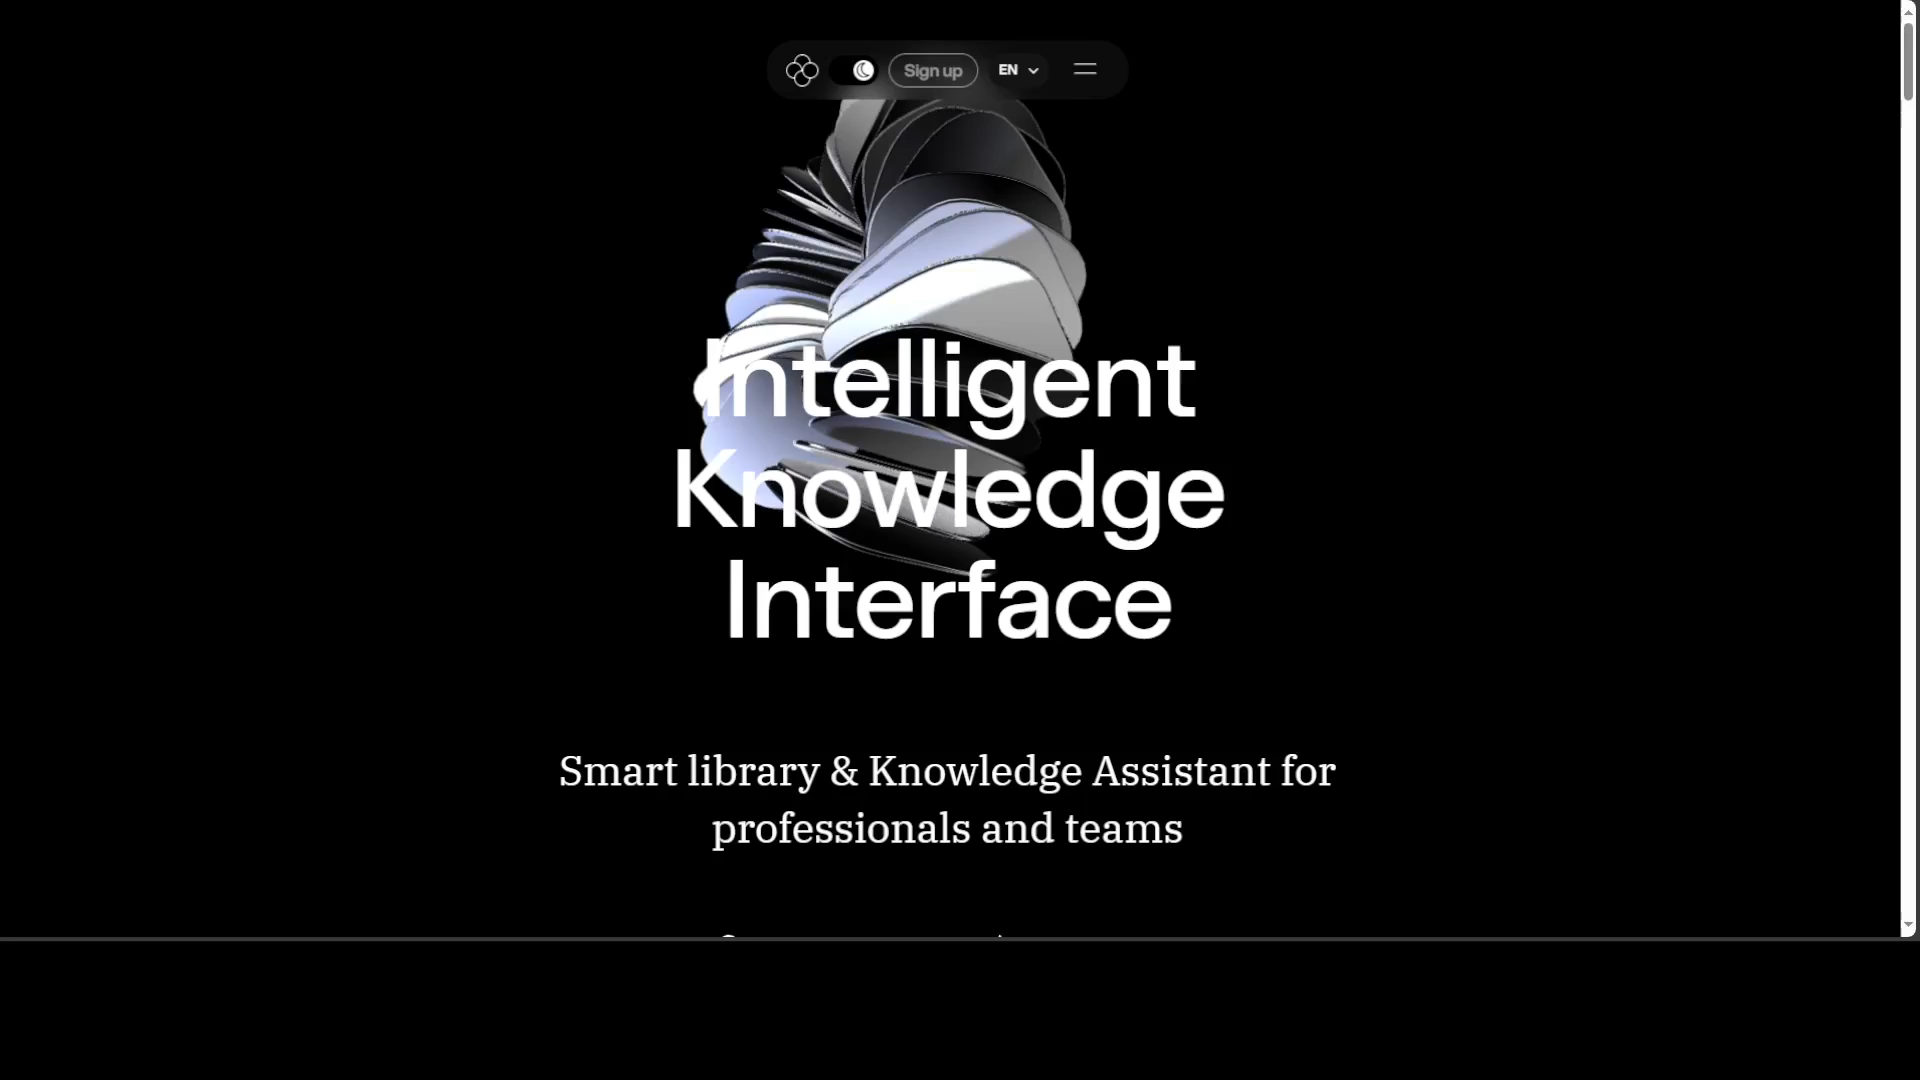 Sign up
EN
Intelligent
Knowledge
Interface
Smart library & Knowledge Assistant for
professionals and teams